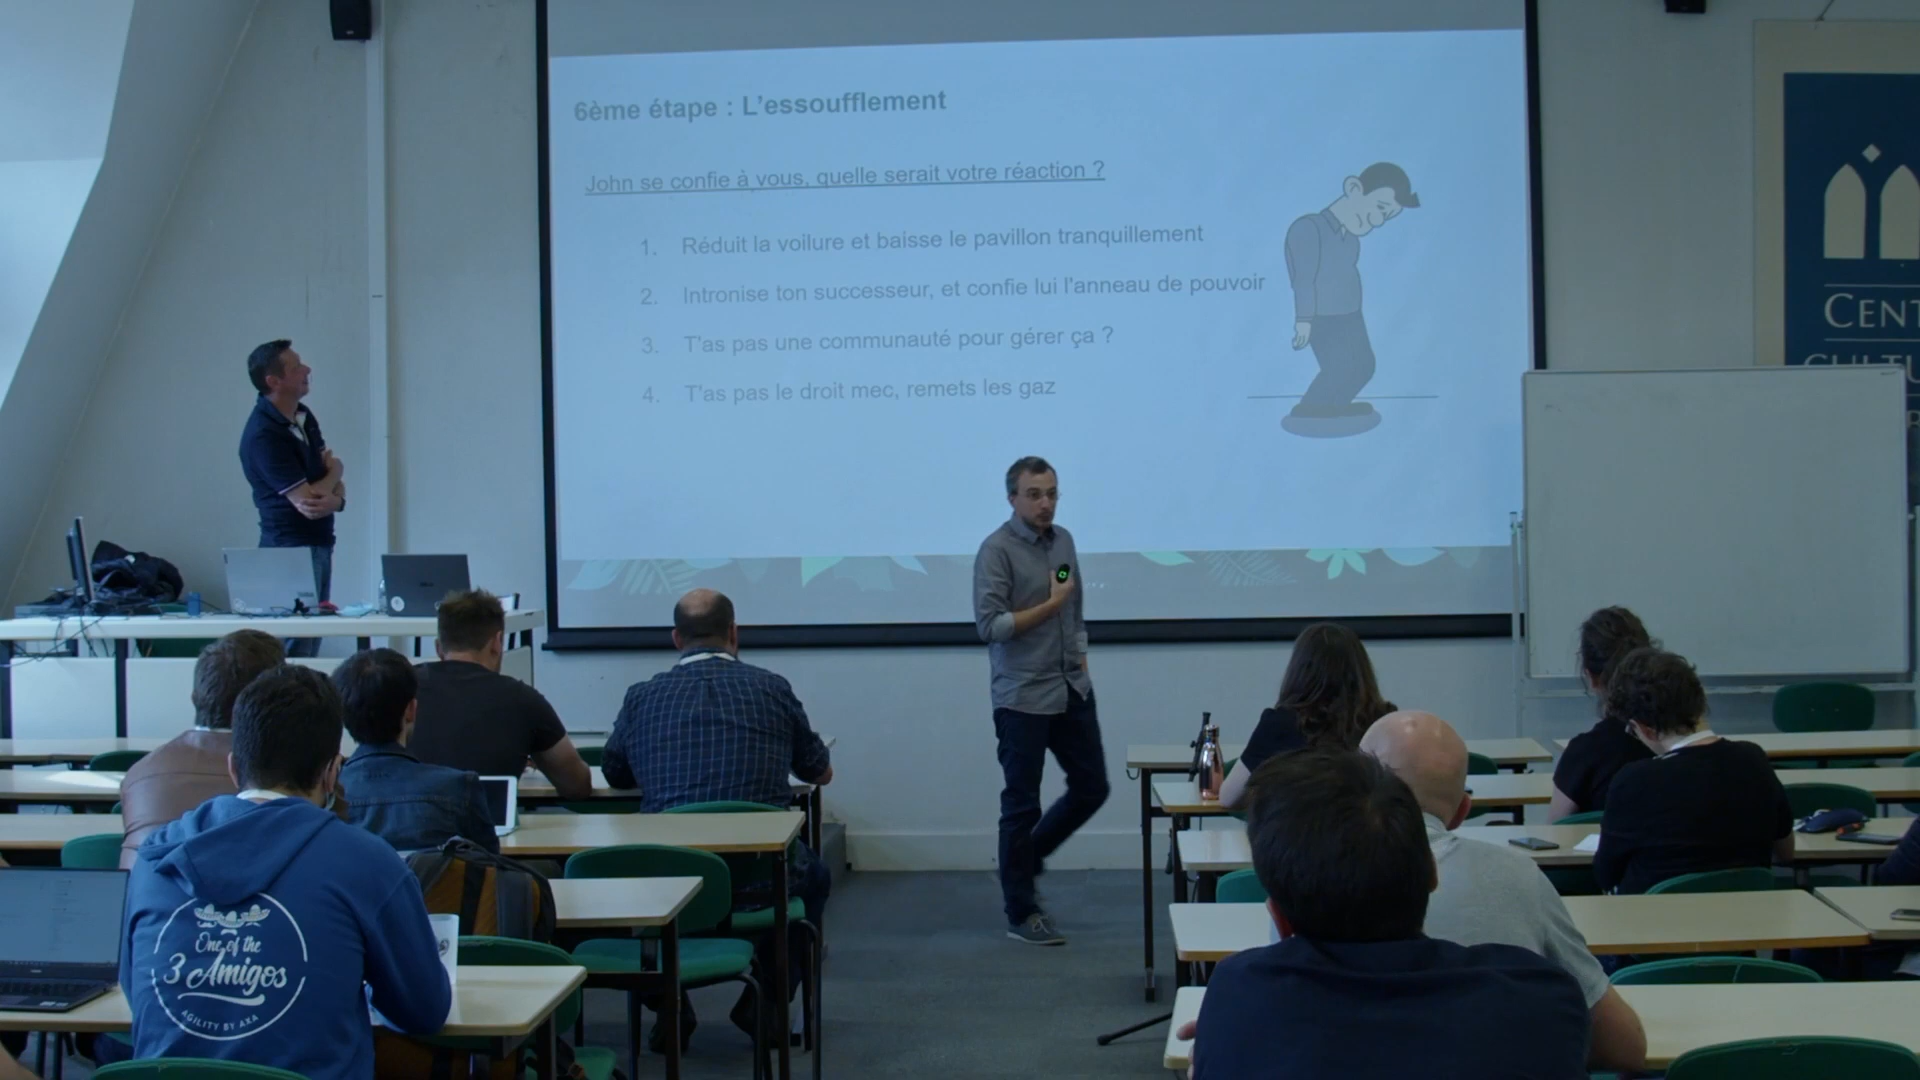 6ème étape : L'essoufflement
John se confie à vous, quelle serait votre réaction ?
1. Réduit la voilure et baisse le pavillon tranquillement
2. Intronise ton successeur, et confie lui l'anneau de pouvoir
3. T'as pas une communauté pour gérer ça ?
4. T'as pas le droit mec, remets les gaz
CENT
CULTU
One of the
3 Amigos
AGILITY BY AXA